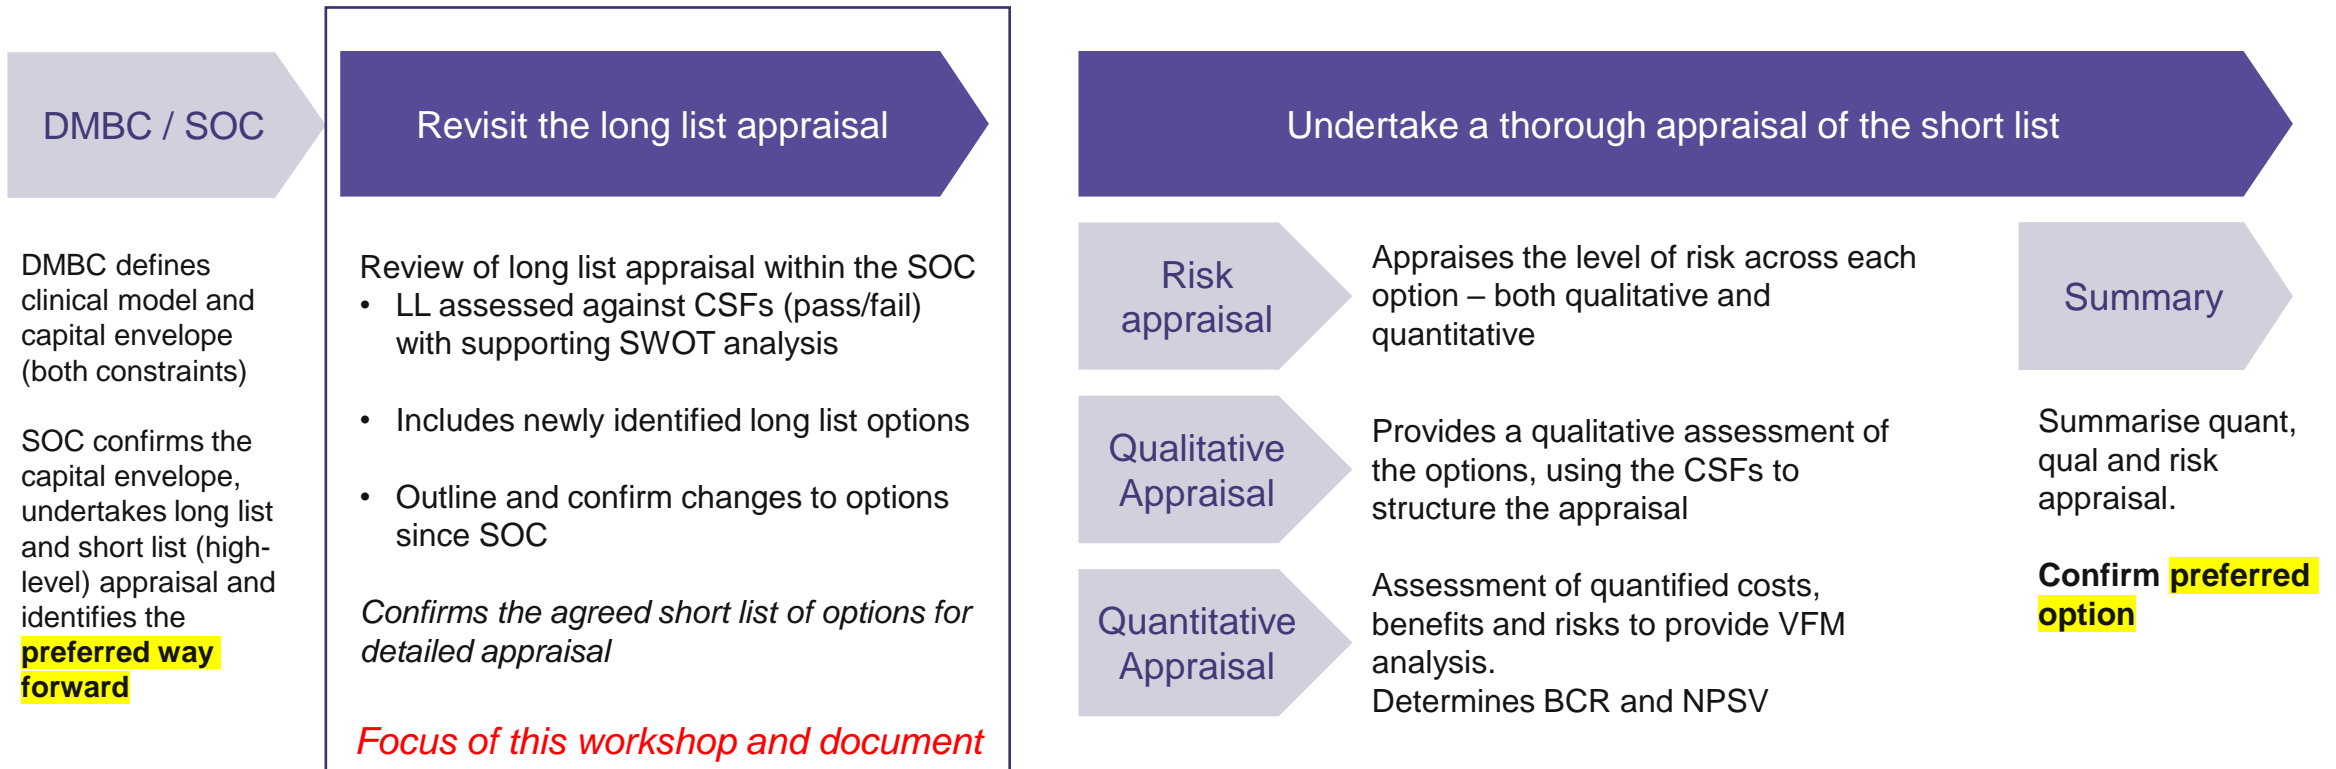 DMBC / SOC
DMBC defines
clinical model and
capital envelope
(both constraints)
SOC confirms the
capital envelope,
undertakes long list
and short list (high-
level) appraisal and
identifies the
preferred way
forward
Revisit the long list appraisal
Review of long list appraisal within the SOC
• LL assessed against CSFs (pass/fail)
with supporting SWOT analysis
• Includes newly identified long list options
• Outline and confirm changes to options
since SOC
Confirms the agreed short list of options for
detailed appraisal
Focus of this workshop and document
Undertake a thorough appraisal of the short list
Risk
appraisal
Appraises the level of risk across each
option – both qualitative and
quantitative
Qualitative
Appraisal
Provides a qualitative assessment of
the options, using the CSFs to
structure the appraisal
Quantitative
Appraisal
Assessment of quantified costs,
benefits and risks to provide VFM
analysis.
Determines BCR and NPSV
Summary
Summarise quant,
qual and risk
appraisal.
Confirm preferred
option